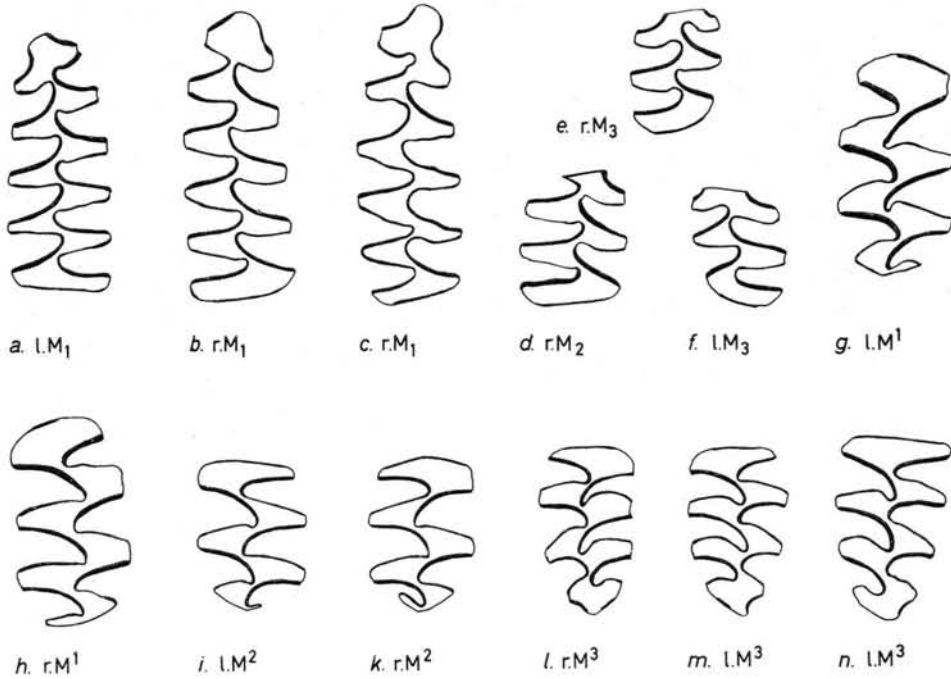 e. r.M₃
a. l.M₁ b. r.M₁ c. r.M₁ d. r.M₂ f. l.M₃ g. l.M¹
h. r.M¹ i. l.M² k. r.M² l. r.M³ m. l.M³ n. l.M³